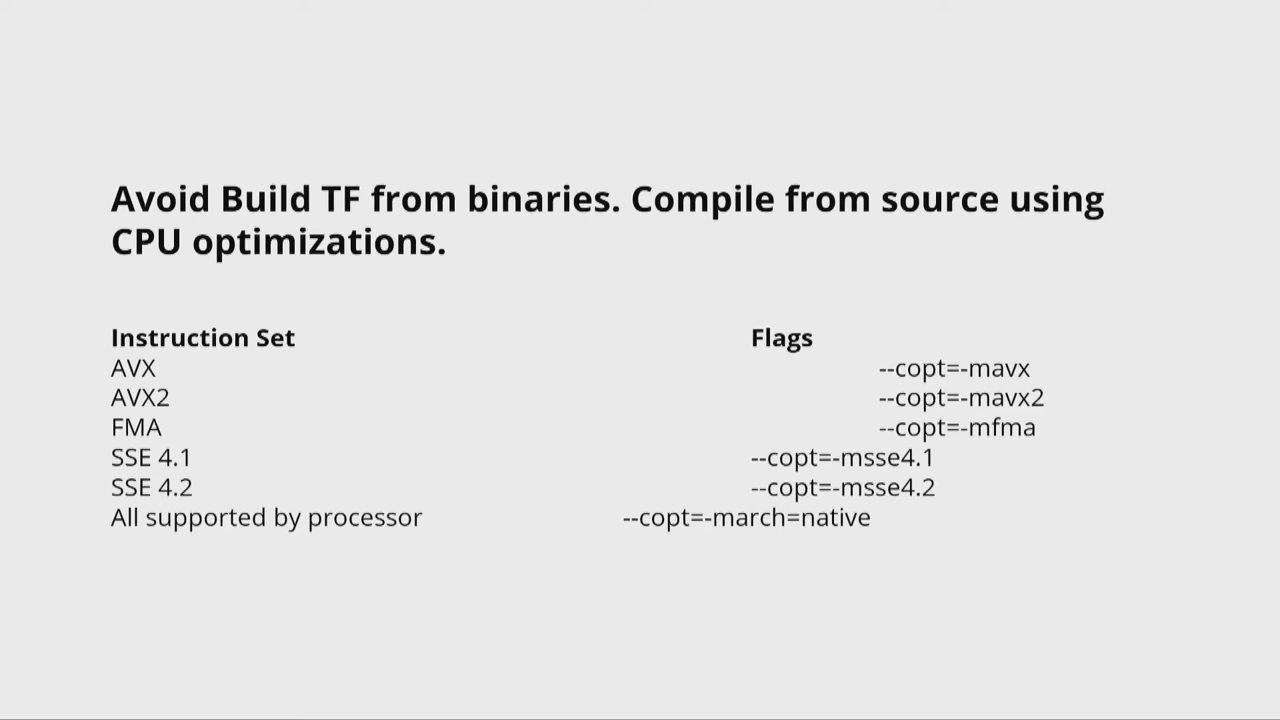 Avoid Build TF from binaries. Compile from source using
CPU optimizations.
Instruction Set Flags
AVX --copt=-mavx
AVX2 --copt=-mavx2
FMA --copt=-mfma
SSE 4.1 --copt=-msse4.1
SSE 4.2 --copt=-msse4.2
All supported by processor --copt=-march=native